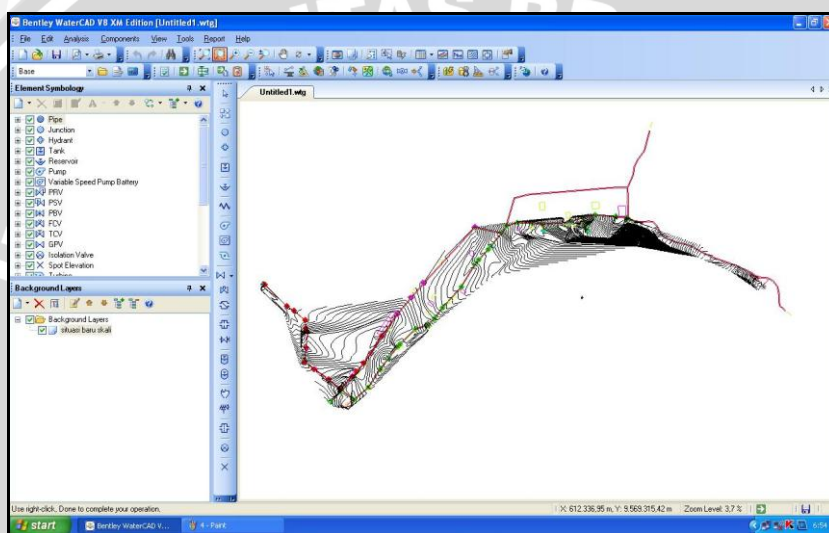 Bentley WaterCAD V8 XM Edition [Untitled1.wtg]
File Edit Analysis Components View Tools Report Help
Base
Element Symbology
Untitled1.wtg
Pipe
Junction
Hydrant
Tank
Reservoir
Pump
Variable Speed Pump Battery
PRV
PSV
PBV
FCV
TCV
GPV
Isolation Valve
Spot Elevation
Turbine
Background Layers
Background Layers
situasi baru skali
Use right-click, Done to complete your operation.
X: 612.336,95 m, Y: 9.569.315,42 m Zoom Level: 3,7 %
start
Bentley WaterCAD V...
4 - Paint
6:54